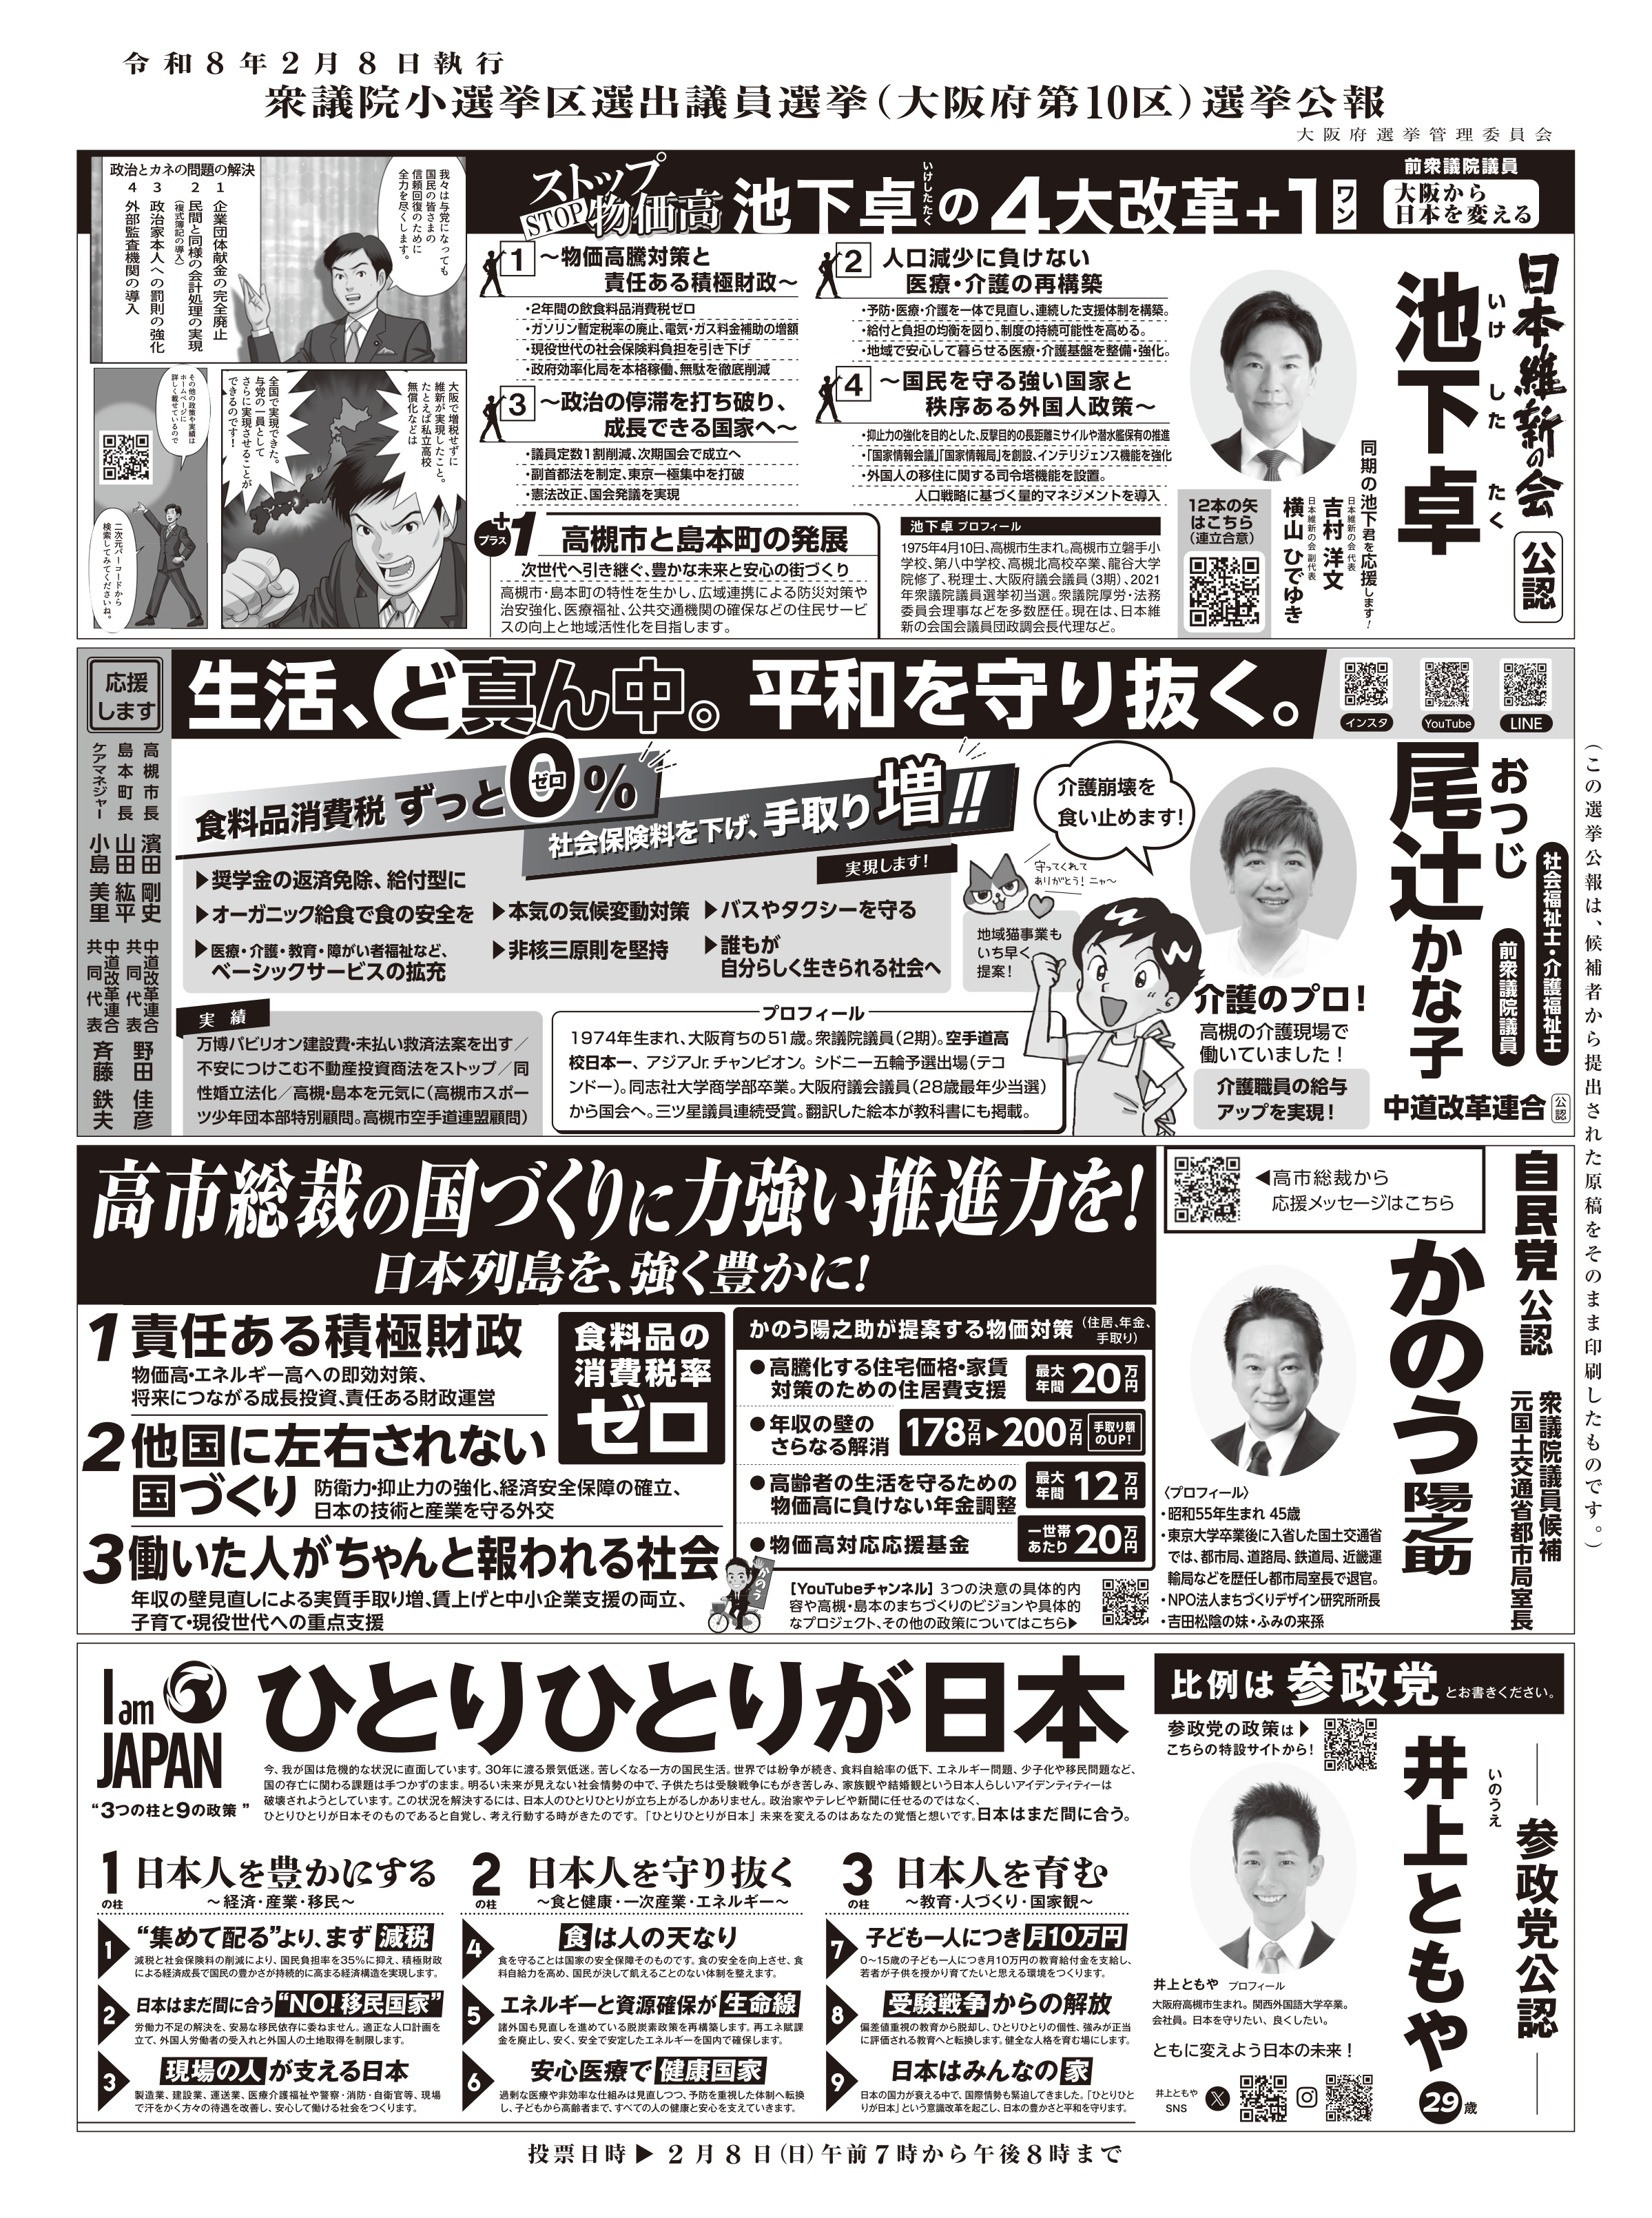 令和8年2月8日執行
衆議院小選挙区選出議員選挙（大阪府第10区）選挙公報
大阪府選挙管理委員会
（この選挙公報は、候補者から提出された原稿をそのまま印刷したものです。）
前衆議院議員
大阪から
日本を変える
ストップ
STOP物価高
池下卓の4大改革+1
いけしたたく
ワン
日本維新の会
公認
池下卓
いけ した たく
同期の池下君を応援します！
日本維新の会 代表
吉村 洋文
日本維新の会 副代表
横山 ひでゆき
12本の矢
はこちら
（連立合意）
1 ～物価高騰対策と
責任ある積極財政～
・2年間の飲食料品消費税ゼロ
・ガソリン暫定税率の廃止、電気・ガス料金補助の増額
・現役世代の社会保険料負担を引き下げ
・政府効率化局を本格稼働、無駄を徹底削減
2 人口減少に負けない
医療・介護の再構築
・予防・医療・介護を一体で見直し、連続した支援体制を構築。
・給付と負担の均衡を図り、制度の持続可能性を高める。
・地域で安心して暮らせる医療・介護基盤を整備・強化。
3 ～政治の停滞を打ち破り、
成長できる国家へ～
・議員定数1割削減、次期国会で成立へ
・副首都法を制定、東京一極集中を打破
・憲法改正、国会発議を実現
4 ～国民を守る強い国家と
秩序ある外国人政策～
・抑止力の強化を目的とした、反撃目的の長距離ミサイルや潜水艦保有の推進
・「国家情報会議」「国家情報局」を創設、インテリジェンス機能を強化
・外国人の移住に関する司令塔機能を設置。
人口戦略に基づく量的マネジメントを導入
+1
プラス
高槻市と島本町の発展
次世代へ引き継ぐ、豊かな未来と安心の街づくり
高槻市・島本町の特性を生かし、広域連携による防災対策や
治安強化、医療福祉、公共交通機関の確保などの住民サービ
スの向上と地域活性化を目指します。
池下卓 プロフィール
1975年4月10日、高槻市生まれ。高槻市立磐手小
学校、第八中学校、高槻北高校卒業、龍谷大学
院修了、税理士、大阪府議会議員（3期）、2021
年衆議院議員選挙初当選。衆議院厚労・法務
委員会理事などを多数歴任。現在は、日本維
新の会国会議員団政調会長代理など。
我々は与党になっても
国民の皆さまの
信頼回復のために
全力を尽くします。
政治とカネの問題の解決
1 企業団体献金の完全廃止
2 民間と同様の会計処理の実現
（複式簿記の導入）
3 政治家本人への罰則の強化
4 外部監査機関の導入
大阪で増税せずに
維新が実現したこと。
たとえば私立高校
無償化などは
全国で実現できた。
与党の一員として
さらに実現させることが
できるのです！
その他の政策や実績は
ホームページに
詳しく載せているので
二次元バーコードから
検索してみてくださいね。
応援
します
生活、ど真ん中。平和を守り抜く。
インスタ
YouTube
LINE
高槻市長 濱田 剛史
島本町長 山田 紘平
ケアマネジャー 小島 美里
中道改革連合
共同代表 野田 佳彦
中道改革連合
共同代表 斉藤 鉄夫
食料品消費税 ずっと0%
ゼロ
社会保険料を下げ、手取り増!!
実現します！
▶奨学金の返済免除、給付型に
▶オーガニック給食で食の安全を
▶医療・介護・教育・障がい者福祉など、
ベーシックサービスの拡充
▶本気の気候変動対策
▶非核三原則を堅持
▶バスやタクシーを守る
▶誰もが
自分らしく生きられる社会へ
介護崩壊を
食い止めます！
守ってくれて
ありがとう！ニャ～
地域猫事業も
いち早く
提案！
実績
万博パビリオン建設費・未払い救済法案を出す／
不安につけこむ不動産投資商法をストップ／同
性婚立法化／高槻・島本を元気に（高槻市スポー
ツ少年団本部特別顧問。高槻市空手道連盟顧問）
プロフィール
1974年生まれ、大阪育ちの51歳。衆議院議員（2期）。空手道高
校日本一、アジアJr.チャンピオン。シドニー五輪予選出場（テコ
ンドー）。同志社大学商学部卒業。大阪府議会議員（28歳最年少当選）
から国会へ。三ツ星議員連続受賞。翻訳した絵本が教科書にも掲載。
介護のプロ！
高槻の介護現場で
働いていました！
介護職員の給与
アップを実現！
社会福祉士・介護福祉士
前衆議院議員
おつじ
尾辻かな子
中道改革連合 公認
高市総裁の国づくりに力強い推進力を！
日本列島を、強く豊かに！
◀高市総裁から
応援メッセージはこちら
自民党 公認
衆議院議員候補
元国土交通省都市局室長
かのう陽之助
1 責任ある積極財政
物価高・エネルギー高への即効対策、
将来につながる成長投資、責任ある財政運営
食料品の
消費税率
ゼロ
2 他国に左右されない
国づくり
防衛力・抑止力の強化、経済安全保障の確立、
日本の技術と産業を守る外交
3 働いた人がちゃんと報われる社会
年収の壁見直しによる実質手取り増、賃上げと中小企業支援の両立、
子育て・現役世代への重点支援
かのう陽之助が提案する物価対策（住居、年金、手取り）
●高騰化する住宅価格・家賃
対策のための住居費支援
最大年間20万円
●年収の壁の
さらなる解消
178万円▶200万円
手取り額のUP！
●高齢者の生活を守るための
物価高に負けない年金調整
最大年間12万円
●物価高対応応援基金
一世帯あたり20万円
かのう
【YouTubeチャンネル】3つの決意の具体的内
容や高槻・島本のまちづくりのビジョンや具体的
なプロジェクト、その他の政策についてはこちら▶
〈プロフィール〉
・昭和55年生まれ 45歳
・東京大学卒業後に入省した国土交通省
では、都市局、道路局、鉄道局、近畿運
輸局などを歴任し都市局室長で退官。
・NPO法人まちづくりデザイン研究所所長
・吉田松陰の妹・ふみの来孫
I am
JAPAN
“3つの柱と9の政策”
ひとりひとりが日本
今、我が国は危機的な状況に直面しています。30年に渡る景気低迷。苦しくなる一方の国民生活。世界では紛争が続き、食料自給率の低下、エネルギー問題、少子化や移民問題など、
国の存亡に関わる課題は手つかずのまま。明るい未来が見えない社会情勢の中で、子供たちは受験戦争にもがき苦しみ、家族観や結婚観という日本人らしいアイデンティティーは
破壊されようとしています。この状況を解決するには、日本人のひとりひとりが立ち上がるしかありません。政治家やテレビや新聞に任せるのではなく、
ひとりひとりが日本そのものであると自覚し、考え行動する時がきたのです。「ひとりひとりが日本」未来を変えるのはあなたの覚悟と想いです。日本はまだ間に合う。
比例は 参政党 とお書きください。
参政党の政策は▶
こちらの特設サイトから！
参政党公認
いのうえ
井上ともや
29歳
1の柱 日本人を豊かにする
～経済・産業・移民～
1 “集めて配る”より、まず 減税
減税と社会保険料の削減により、国民負担率を35%に抑え、積極財政
による経済成長で国民の豊かさが持続的に高まる経済構造を実現します。
2 日本はまだ間に合う“NO！移民国家”
労働力不足の解決を、安易な移民依存に委ねません。適正な人口計画を
立て、外国人労働者の受入れと外国人の土地取得を制限します。
3 現場の人が支える日本
製造業、建設業、運送業、医療介護福祉や警察・消防・自衛官等、現場
で汗をかく方々の待遇を改善し、安心して働ける社会をつくります。
2の柱 日本人を守り抜く
～食と健康・一次産業・エネルギー～
4 食は人の天なり
食を守ることは国家の安全保障そのものです。食の安全を向上させ、食
料自給力を高め、国民が決して飢えることのない体制を整えます。
5 エネルギーと資源確保が 生命線
諸外国も見直しを進めている脱炭素政策を再構築します。再エネ賦課
金を廃止し、安く、安全で安定したエネルギーを国内で確保します。
6 安心医療で 健康国家
過剰な医療や非効率な仕組みは見直しつつ、予防を重視した体制へ転換
し、子どもから高齢者まで、すべての人の健康と安心を支えていきます。
3の柱 日本人を育む
～教育・人づくり・国家観～
7 子ども一人につき 月10万円
0～15歳の子ども一人につき月10万円の教育給付金を支給し、
若者が子供を授かり育てたいと思える環境をつくります。
8 受験戦争からの解放
偏差値重視の教育から脱却し、ひとりひとりの個性、強みが正当
に評価される教育へと転換します。健全な人格を育む場にします。
9 日本はみんなの 家
日本の国力が衰える中で、国際情勢も緊迫してきました。「ひとりひと
りが日本」という意識改革を起こし、日本の豊かさと平和を守ります。
井上ともや プロフィール
大阪府高槻市生まれ。関西外国語大学卒業。
会社員。日本を守りたい、良くしたい。
ともに変えよう日本の未来！
井上ともや
SNS
投票日時▶2月8日（日）午前7時から午後8時まで